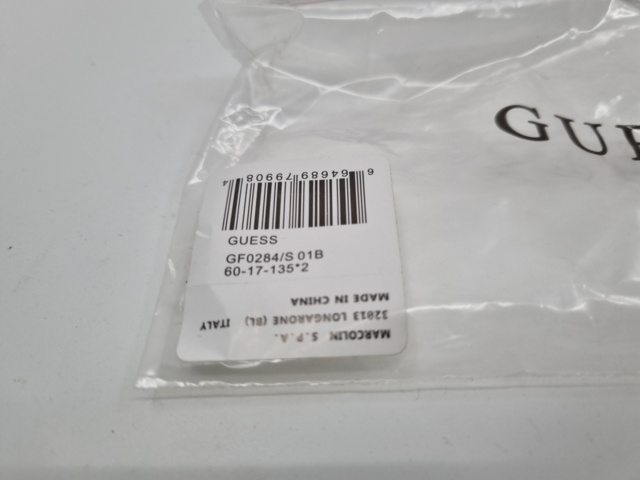 6 64689 79908 4
GUESS
GF0284/S 01B
60-17-135*2
MARCOLIN S.P.A.
32013 LONGARONE (BL) ITALY
MADE IN CHINA